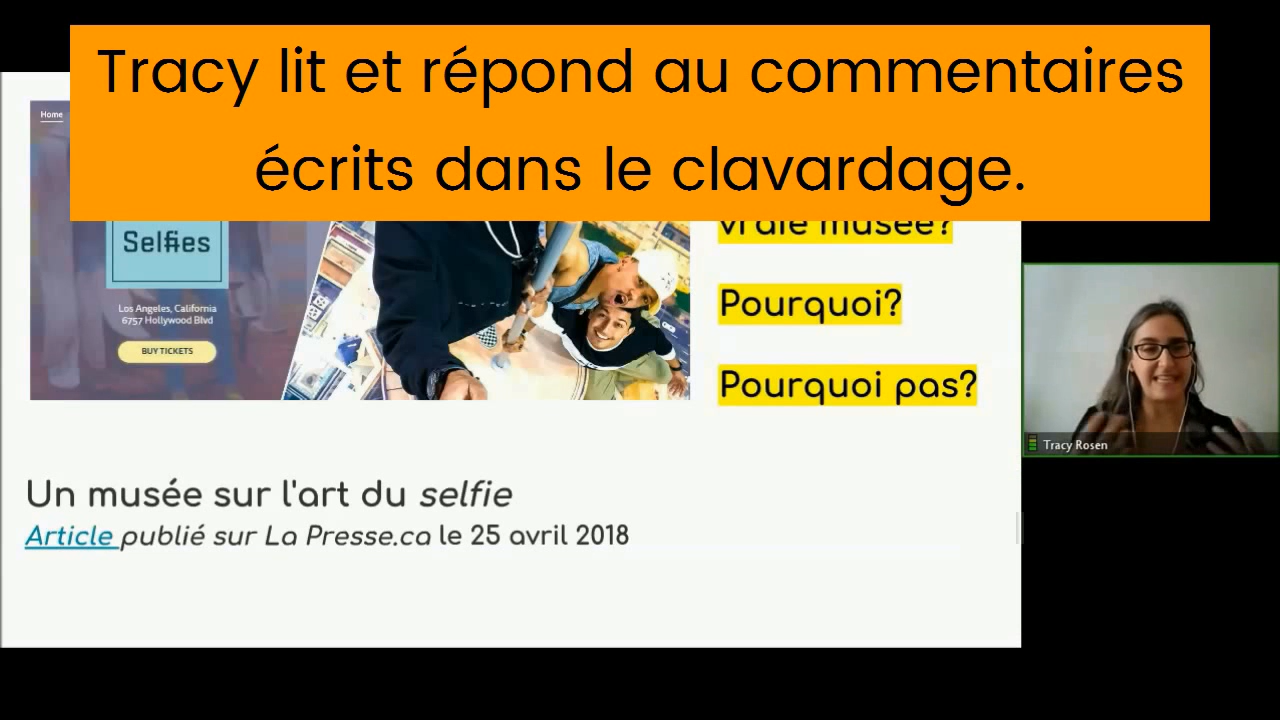 Tracy lit et répond au commentaires
écrits dans le clavardage.
Home
Selfies
Los Angeles, California
6757 Hollywood Blvd
BUY TICKETS
vraie musée?
Pourquoi?
Pourquoi pas?
Tracy Rosen
Un musée sur l'art du selfie
Article publié sur La Presse.ca le 25 avril 2018